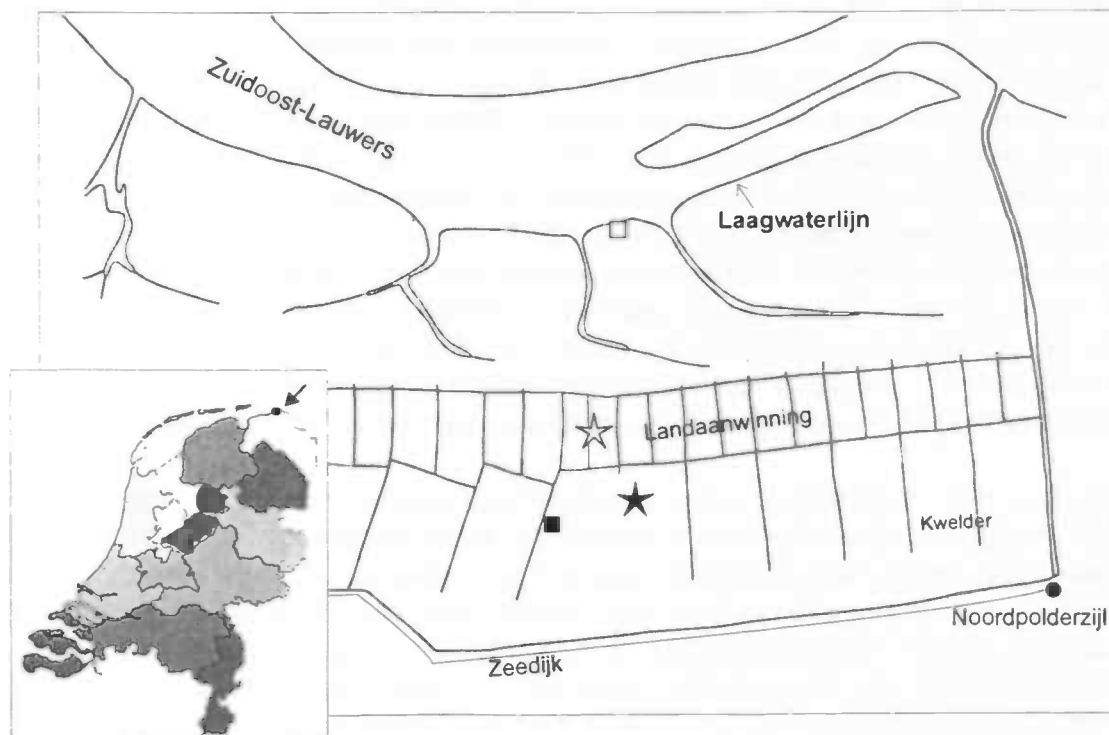 Zuidoost-Lauwers
Laagwaterlijn
Landaanwinning
Kwelder
Noordpolderzijl
Zeedijk